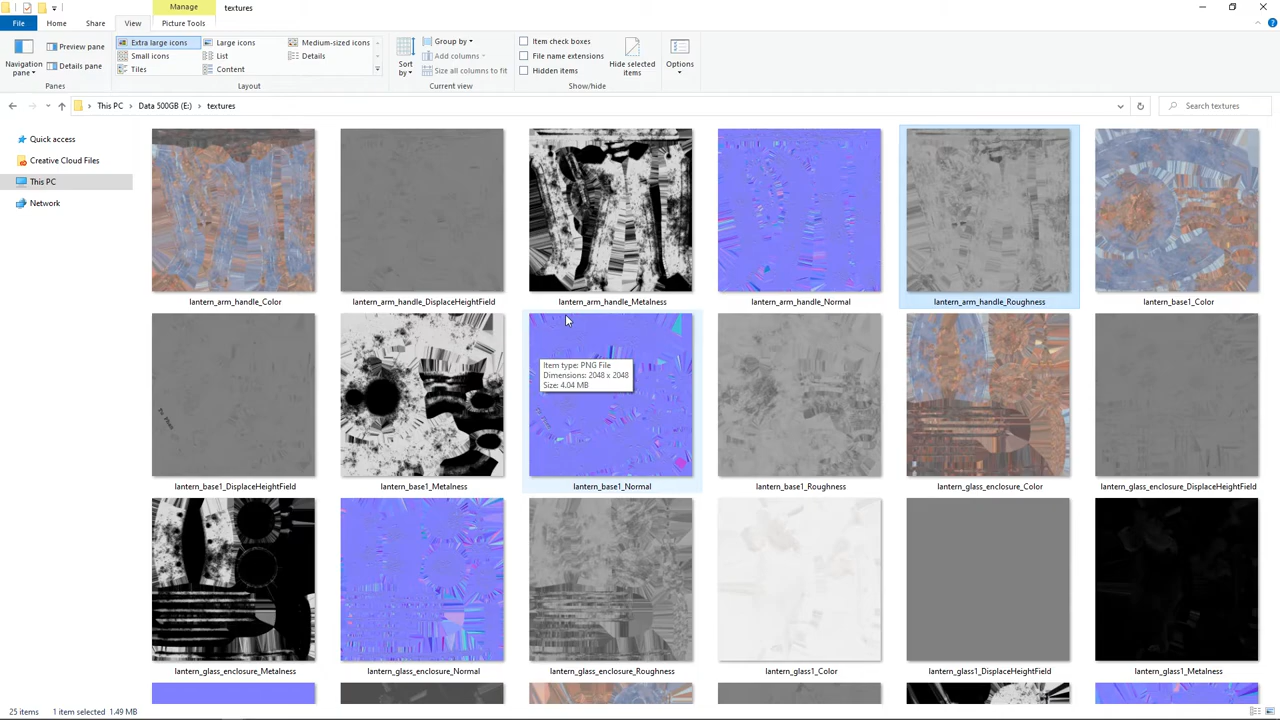 Manage
textures
File
Home
Share
View
Picture Tools
Navigation pane
Preview pane
Details pane
Panes
Extra large icons
Large icons
Medium-sized icons
Small icons
List
Details
Tiles
Content
Layout
Sort by
Group by
Add columns
Size all columns to fit
Current view
Item check boxes
File name extensions
Hidden items
Hide selected items
Show/hide
Options
This PC
Data 500GB (E:)
textures
Search textures
Quick access
Creative Cloud Files
This PC
Network
lantern_arm_handle_Color
lantern_arm_handle_DisplaceHeightField
lantern_arm_handle_Metalness
lantern_arm_handle_Normal
lantern_arm_handle_Roughness
lantern_base1_Color
Item type: PNG File
Dimensions: 2048 x 2048
Size: 4.04 MB
lantern_base1_DisplaceHeightField
lantern_base1_Metalness
lantern_base1_Normal
lantern_base1_Roughness
lantern_glass_enclosure_Color
lantern_glass_enclosure_DisplaceHeightField
lantern_glass_enclosure_Metalness
lantern_glass_enclosure_Normal
lantern_glass_enclosure_Roughness
lantern_glass1_Color
lantern_glass1_DisplaceHeightField
lantern_glass1_Metalness
25 items
1 item selected 1.49 MB